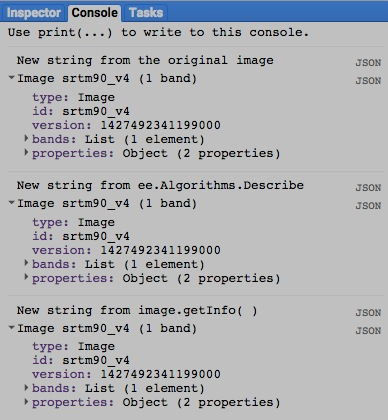 Inspector Console Tasks
Use print(...) to write to this console.
New string from the original image JSON
Image srtm90_v4 (1 band) JSON
type: Image
id: srtm90_v4
version: 1427492341199000
bands: List (1 element)
properties: Object (2 properties)
New string from ee.Algorithms.Describe JSON
Image srtm90_v4 (1 band) JSON
type: Image
id: srtm90_v4
version: 1427492341199000
bands: List (1 element)
properties: Object (2 properties)
New string from image.getInfo( ) JSON
Image srtm90_v4 (1 band) JSON
type: Image
id: srtm90_v4
version: 1427492341199000
bands: List (1 element)
properties: Object (2 properties)